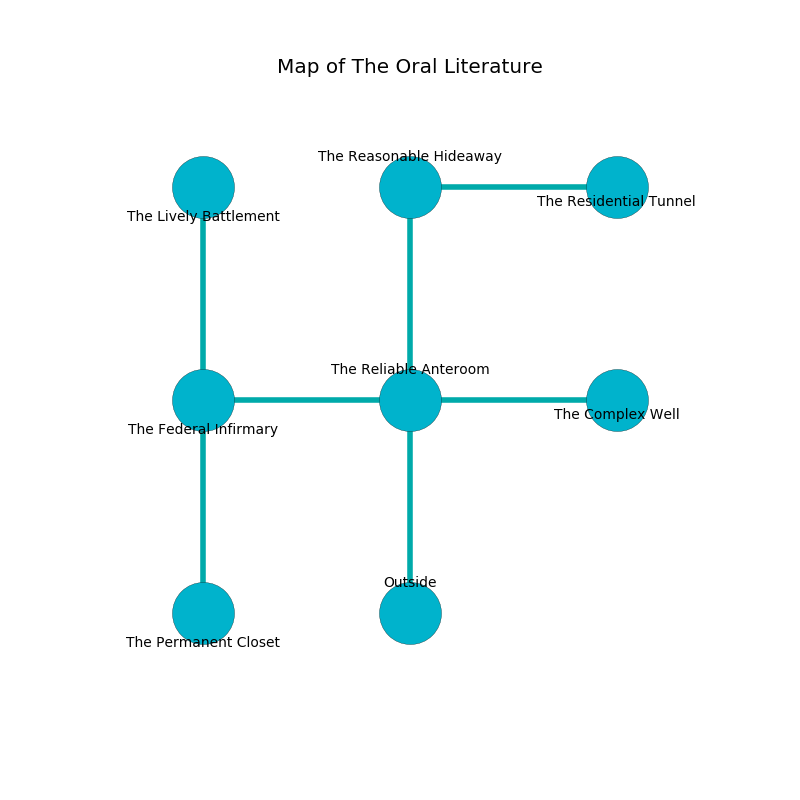 Map of The Oral Literature
The Reasonable Hideaway
The Residential Tunnel
The Lively Battlement
The Reliable Anteroom
The Complex Well
The Federal Infirmary
Outside
The Permanent Closet